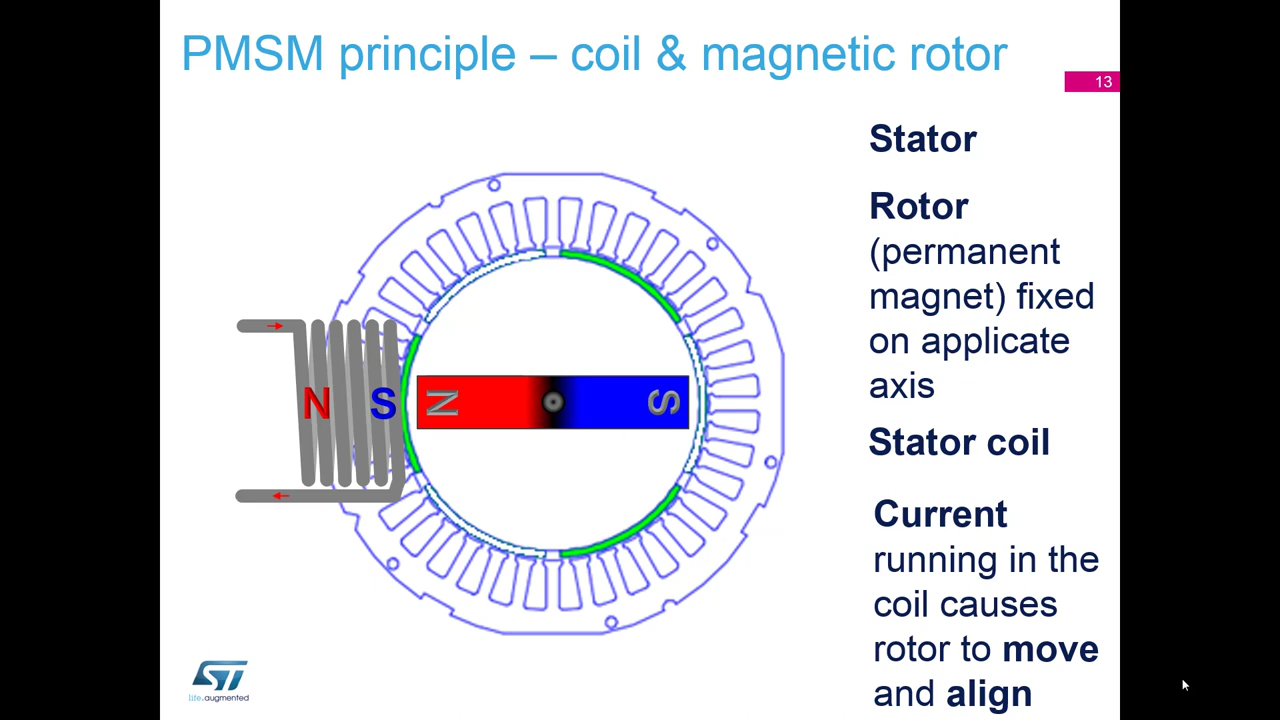 PMSM principle – coil & magnetic rotor
13
Stator
Rotor
(permanent
magnet) fixed
on applicate
axis
Stator coil
Current
running in the
coil causes
rotor to move
and align
N S
N S
ST
life.augmented